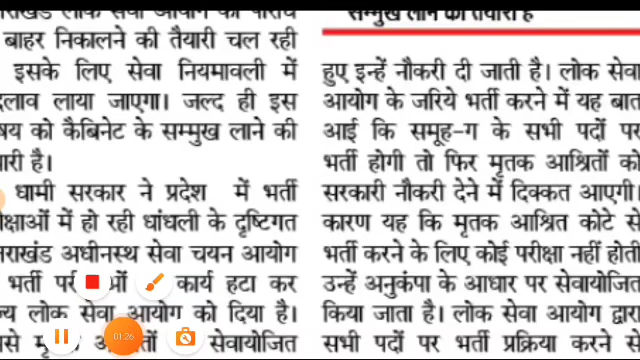 लोक सेवा आयोग की परिधि
बाहर निकालने की तैयारी चल रही
इसके लिए सेवा नियमावली में
लाया जाएगा। जल्द ही इस
को कैबिनेट के सम्मुख लाने की
है।
धामी सरकार ने प्रदेश में भर्ती
में हो रही धांधली के दृष्टिगत
अधीनस्थ सेवा चयन आयोग
भर्ती कार्य हटा कर
लोक सेवा आयोग को दिया है।
सेवायोजित
सम्मुख लाने की तैयारी है
हुए इन्हें नौकरी दी जाती है। लोक सेवा
आयोग के जरिये भर्ती करने में यह बात
आई कि समूह-ग के सभी पदों पर
भर्ती होगी तो फिर मृतक आश्रितों को
सरकारी नौकरी देने में दिक्कत आएगी।
कारण यह कि मृतक आश्रित कोटे से
भर्ती करने के लिए कोई परीक्षा नहीं होती
उन्हें अनुकंपा के आधार पर सेवायोजित
किया जाता है। लोक सेवा आयोग द्वारा
सभी पदों पर भर्ती प्रक्रिया करने से
01:26